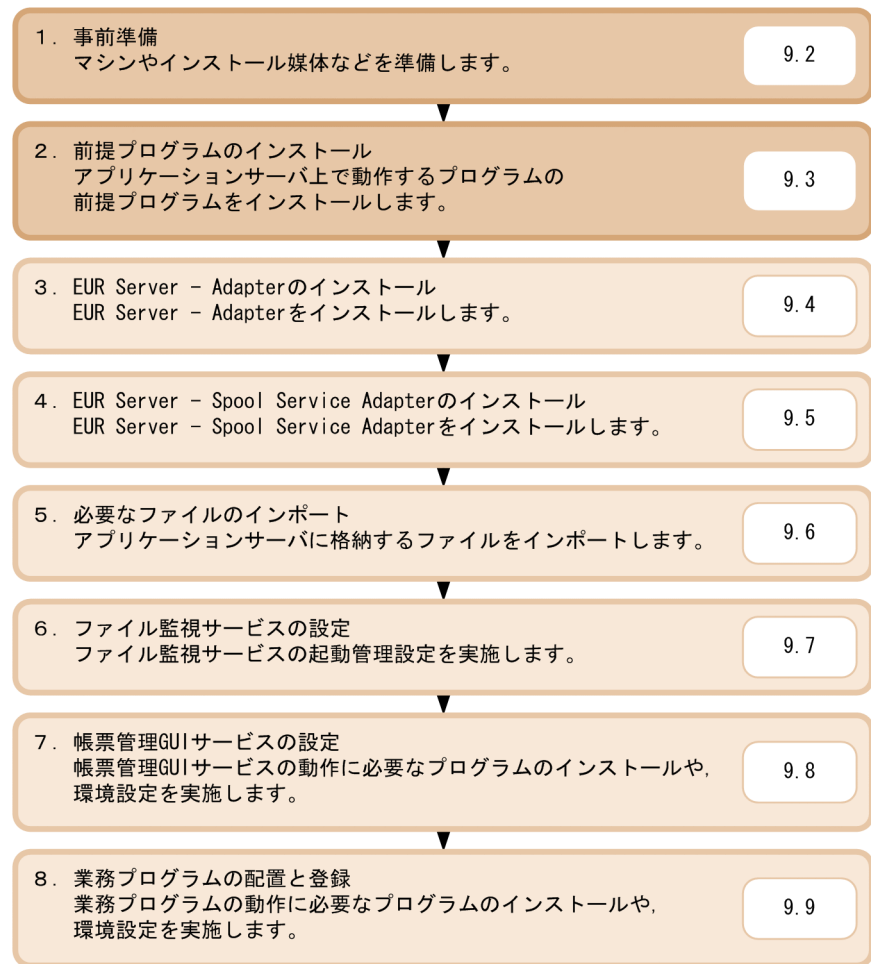 １．事前準備
マシンやインストール媒体などを準備します。
9.2
２．前提プログラムのインストール
アプリケーションサーバ上で動作するプログラムの
前提プログラムをインストールします。
9.3
３．EUR Server − Adapterのインストール
EUR Server − Adapterをインストールします。
9.4
４．EUR Server − Spool Service Adapterのインストール
EUR Server − Spool Service Adapterをインストールします。
9.5
５．必要なファイルのインポート
アプリケーションサーバに格納するファイルをインポートします。
9.6
６．ファイル監視サービスの設定
ファイル監視サービスの起動管理設定を実施します。
9.7
７．帳票管理GUIサービスの設定
帳票管理GUIサービスの動作に必要なプログラムのインストールや，
環境設定を実施します。
9.8
８．業務プログラムの配置と登録
業務プログラムの動作に必要なプログラムのインストールや，
環境設定を実施します。
9.9